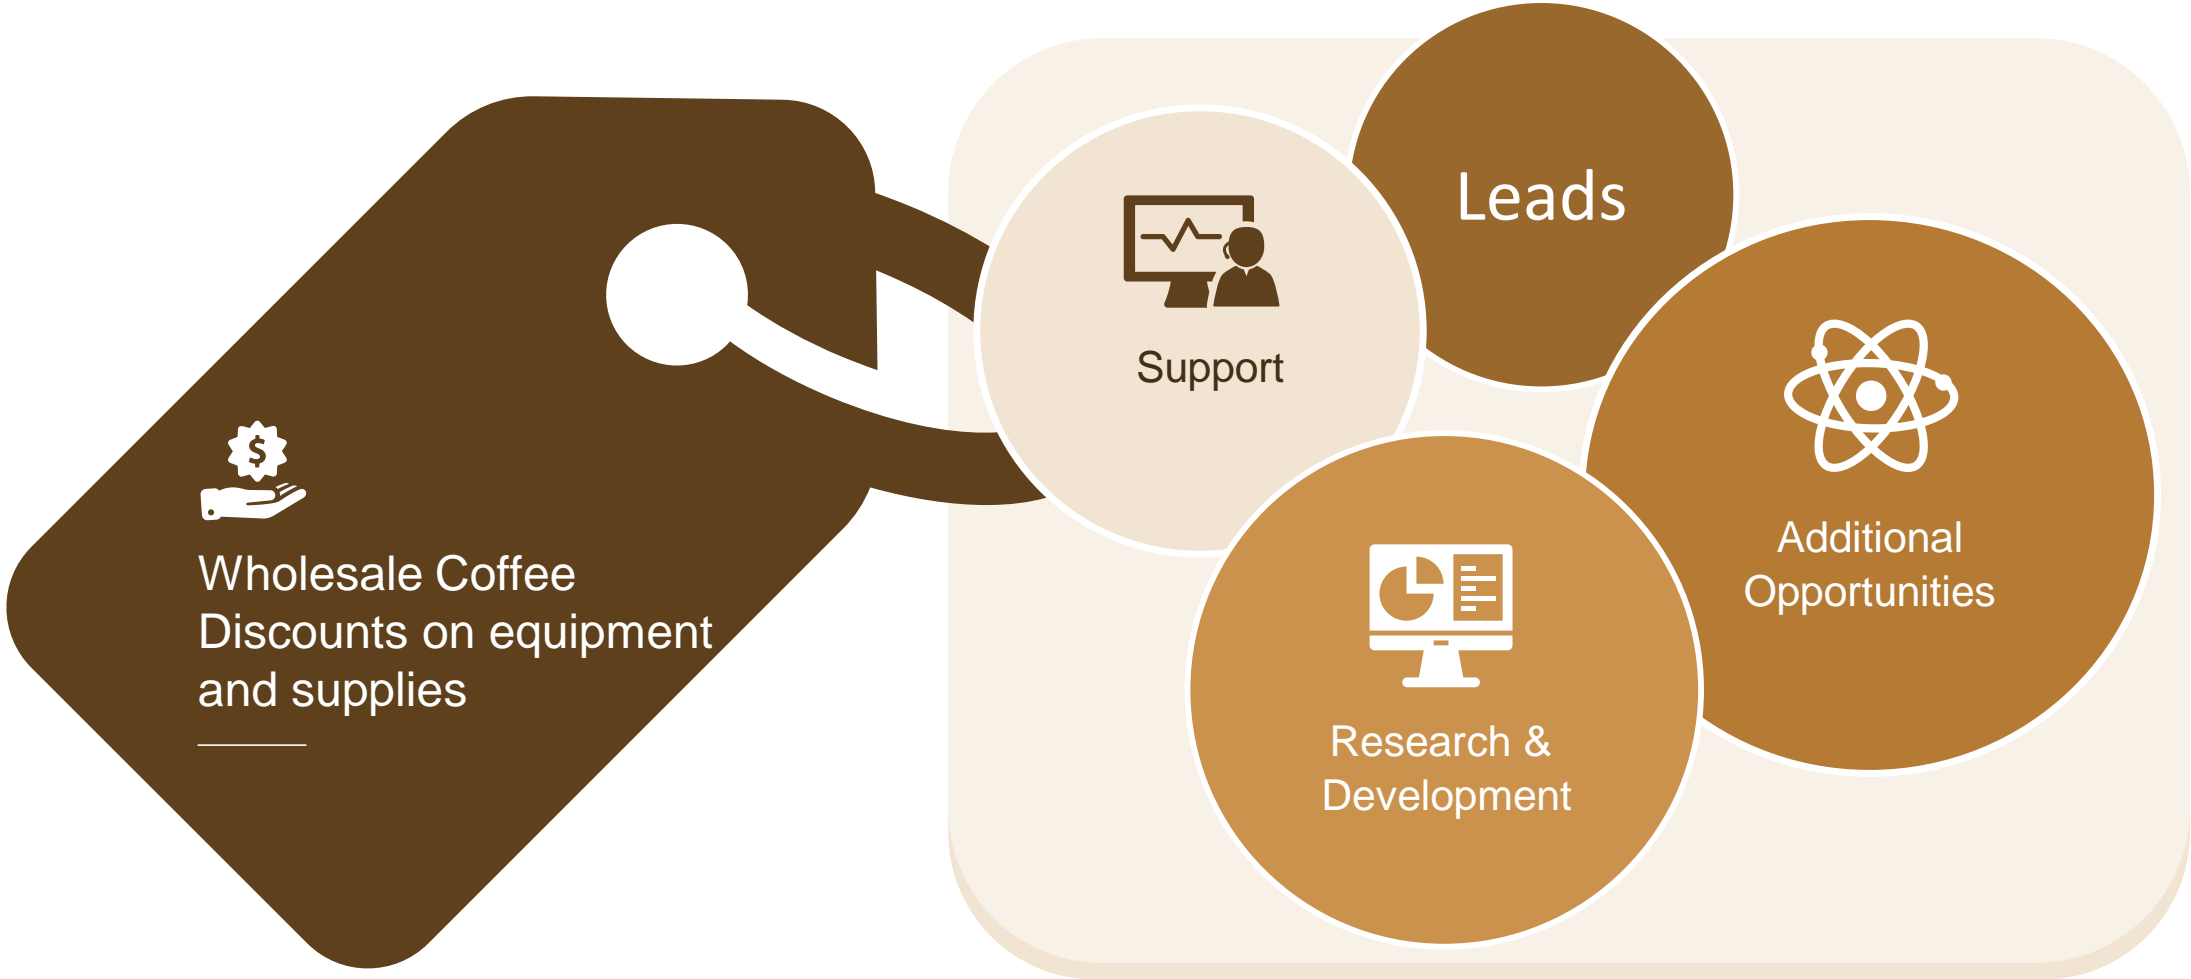 Wholesale Coffee
Discounts on equipment
and supplies
Support
Leads
Additional
Opportunities
Research &
Development